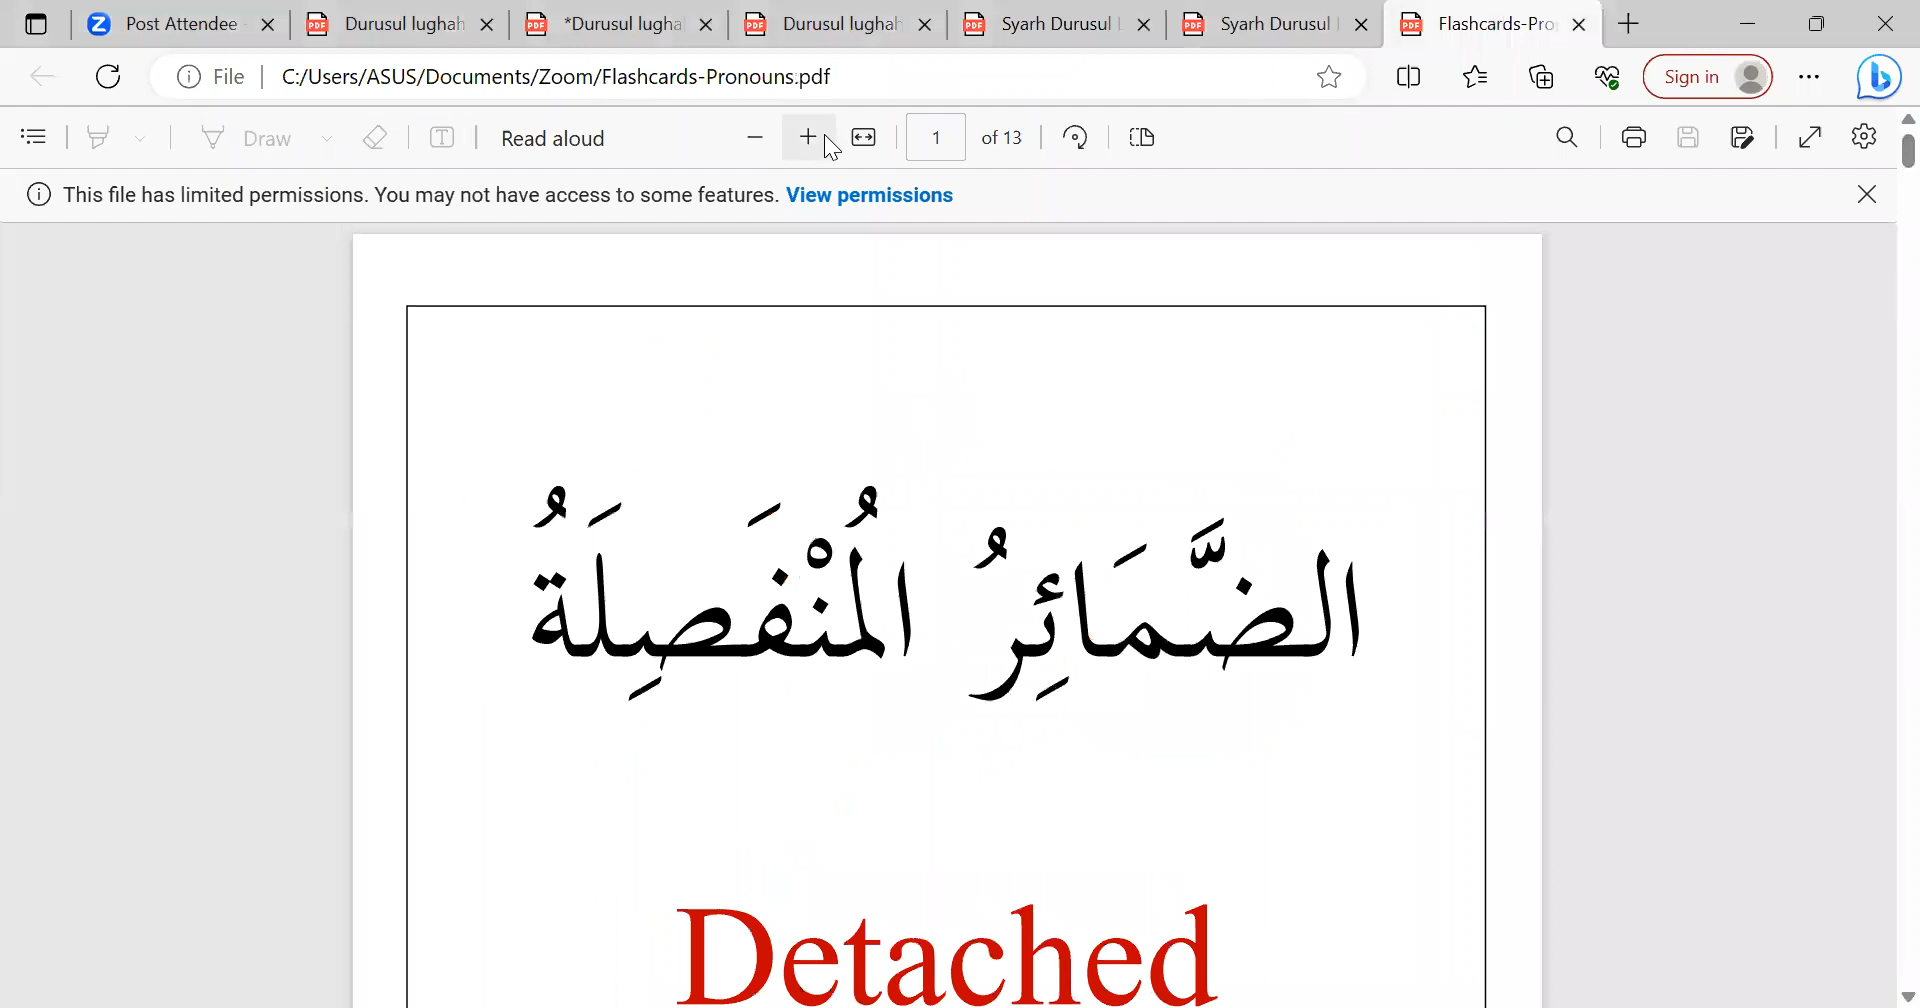 Post Attendee
Durusul lughah
*Durusul lugha
Durusul lughah
Syarh Durusul
Syarh Durusul
Flashcards-Pro
File
C:/Users/ASUS/Documents/Zoom/Flashcards-Pronouns.pdf
Sign in
Draw
Read aloud
1
of 13
This file has limited permissions. You may not have access to some features. View permissions
الضَّمَائِرُ الْمُنْفَصِلَةُ
Detached